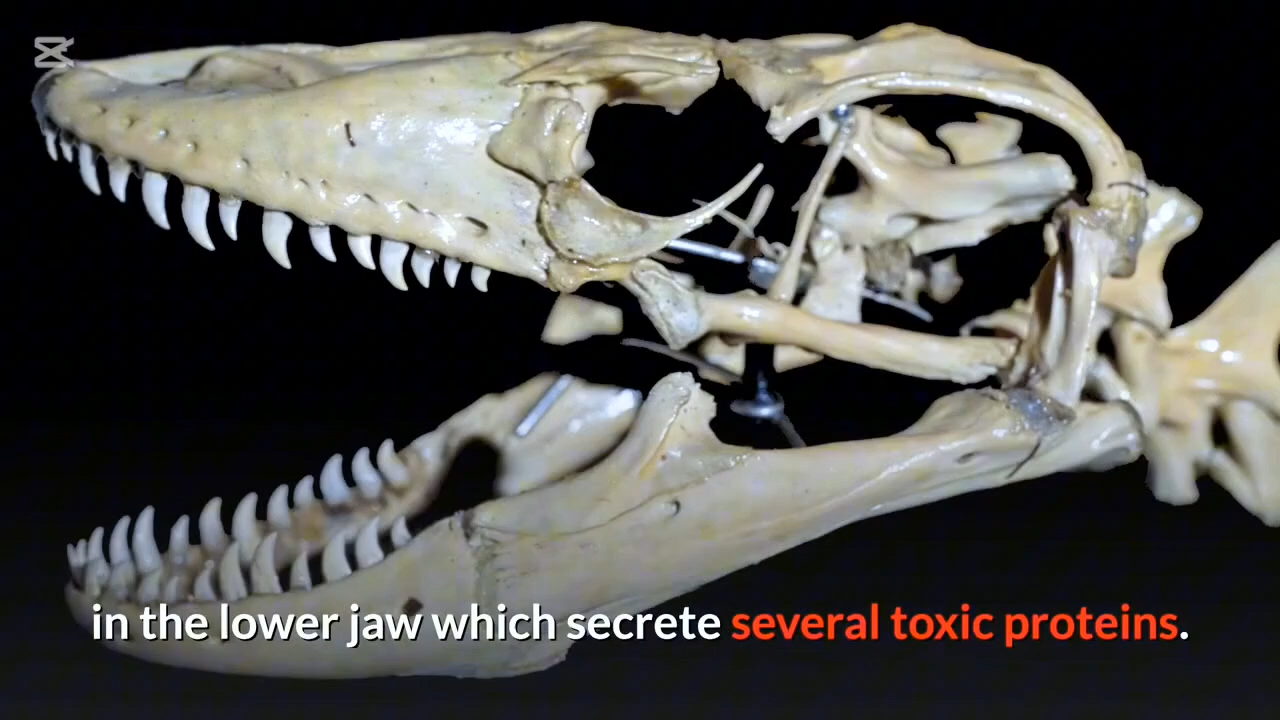 in the lower jaw which secrete several toxic proteins.